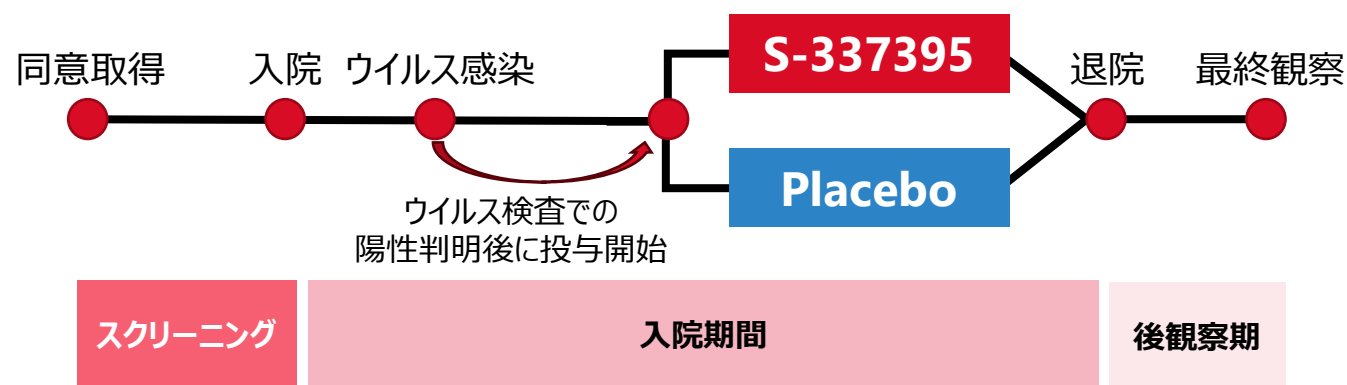 同意取得
入院
ウイルス感染
S-337395
Placebo
退院
最終観察
ウイルス検査での
陽性判明後に投与開始
スクリーニング
入院期間
後観察期